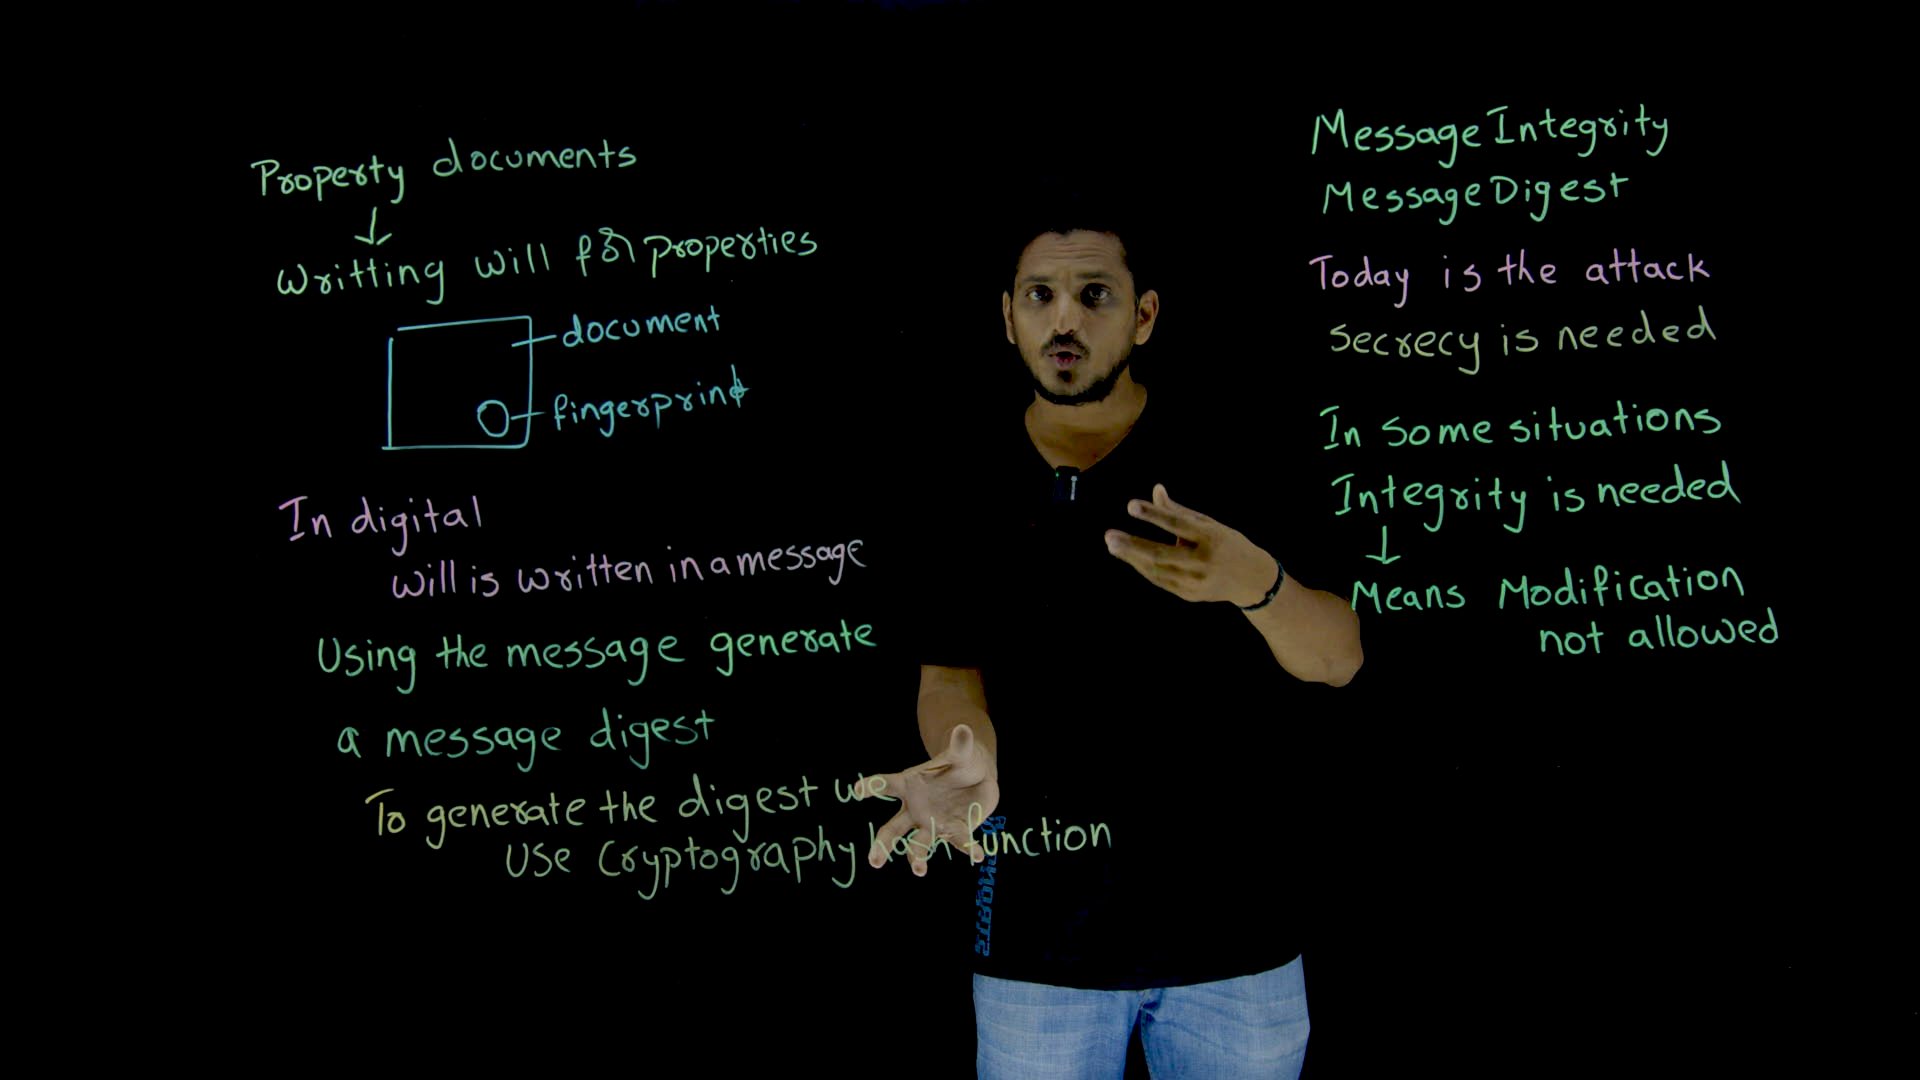 Property documents
Writting will for properties
document
fingerprint
In digital
will is written in a message
Using the message generate
a message digest
To generate the digest we
Use Cryptography hash function
Message Integrity
Message Digest
Today is the attack
Secrecy is needed
In Some situations
Integrity is needed
Means Modification
not allowed